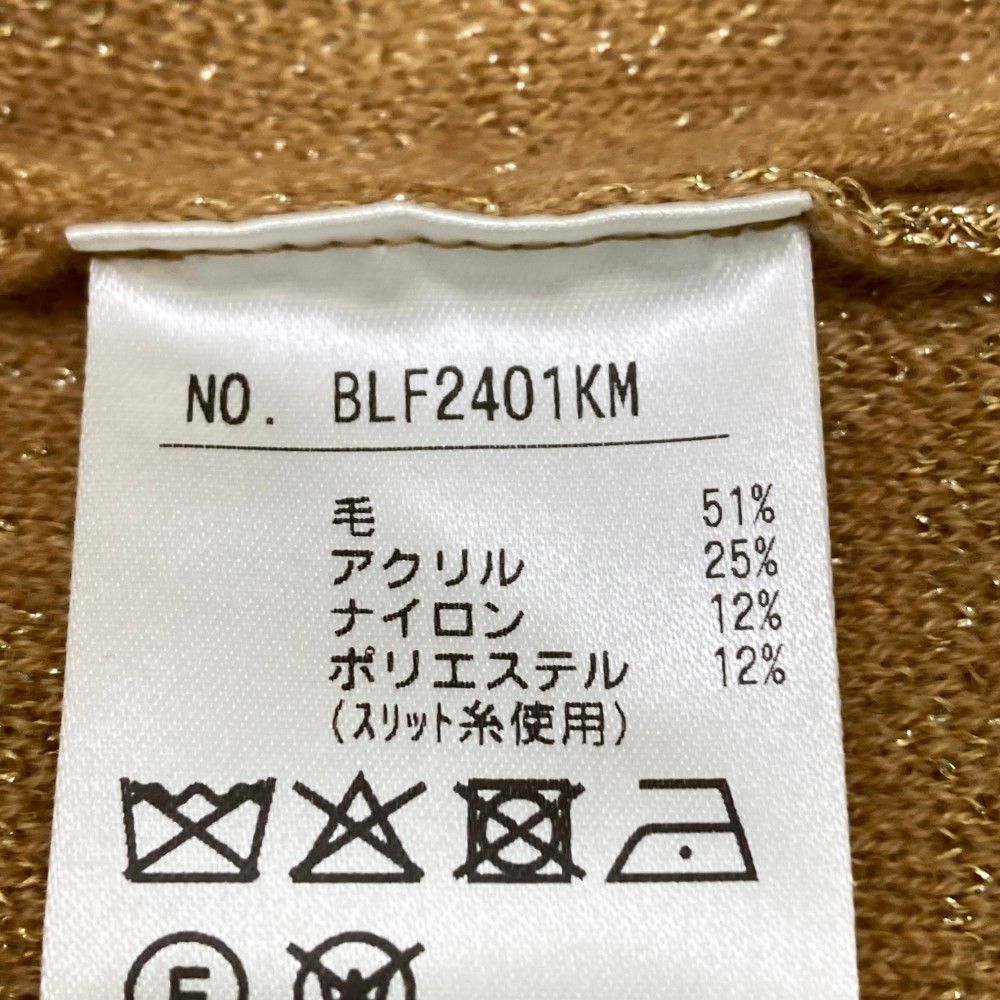 NO. BLF2401KM
毛 51%
アクリル 25%
ナイロン 12%
ポリエステル 12%
(スリット糸使用)
F